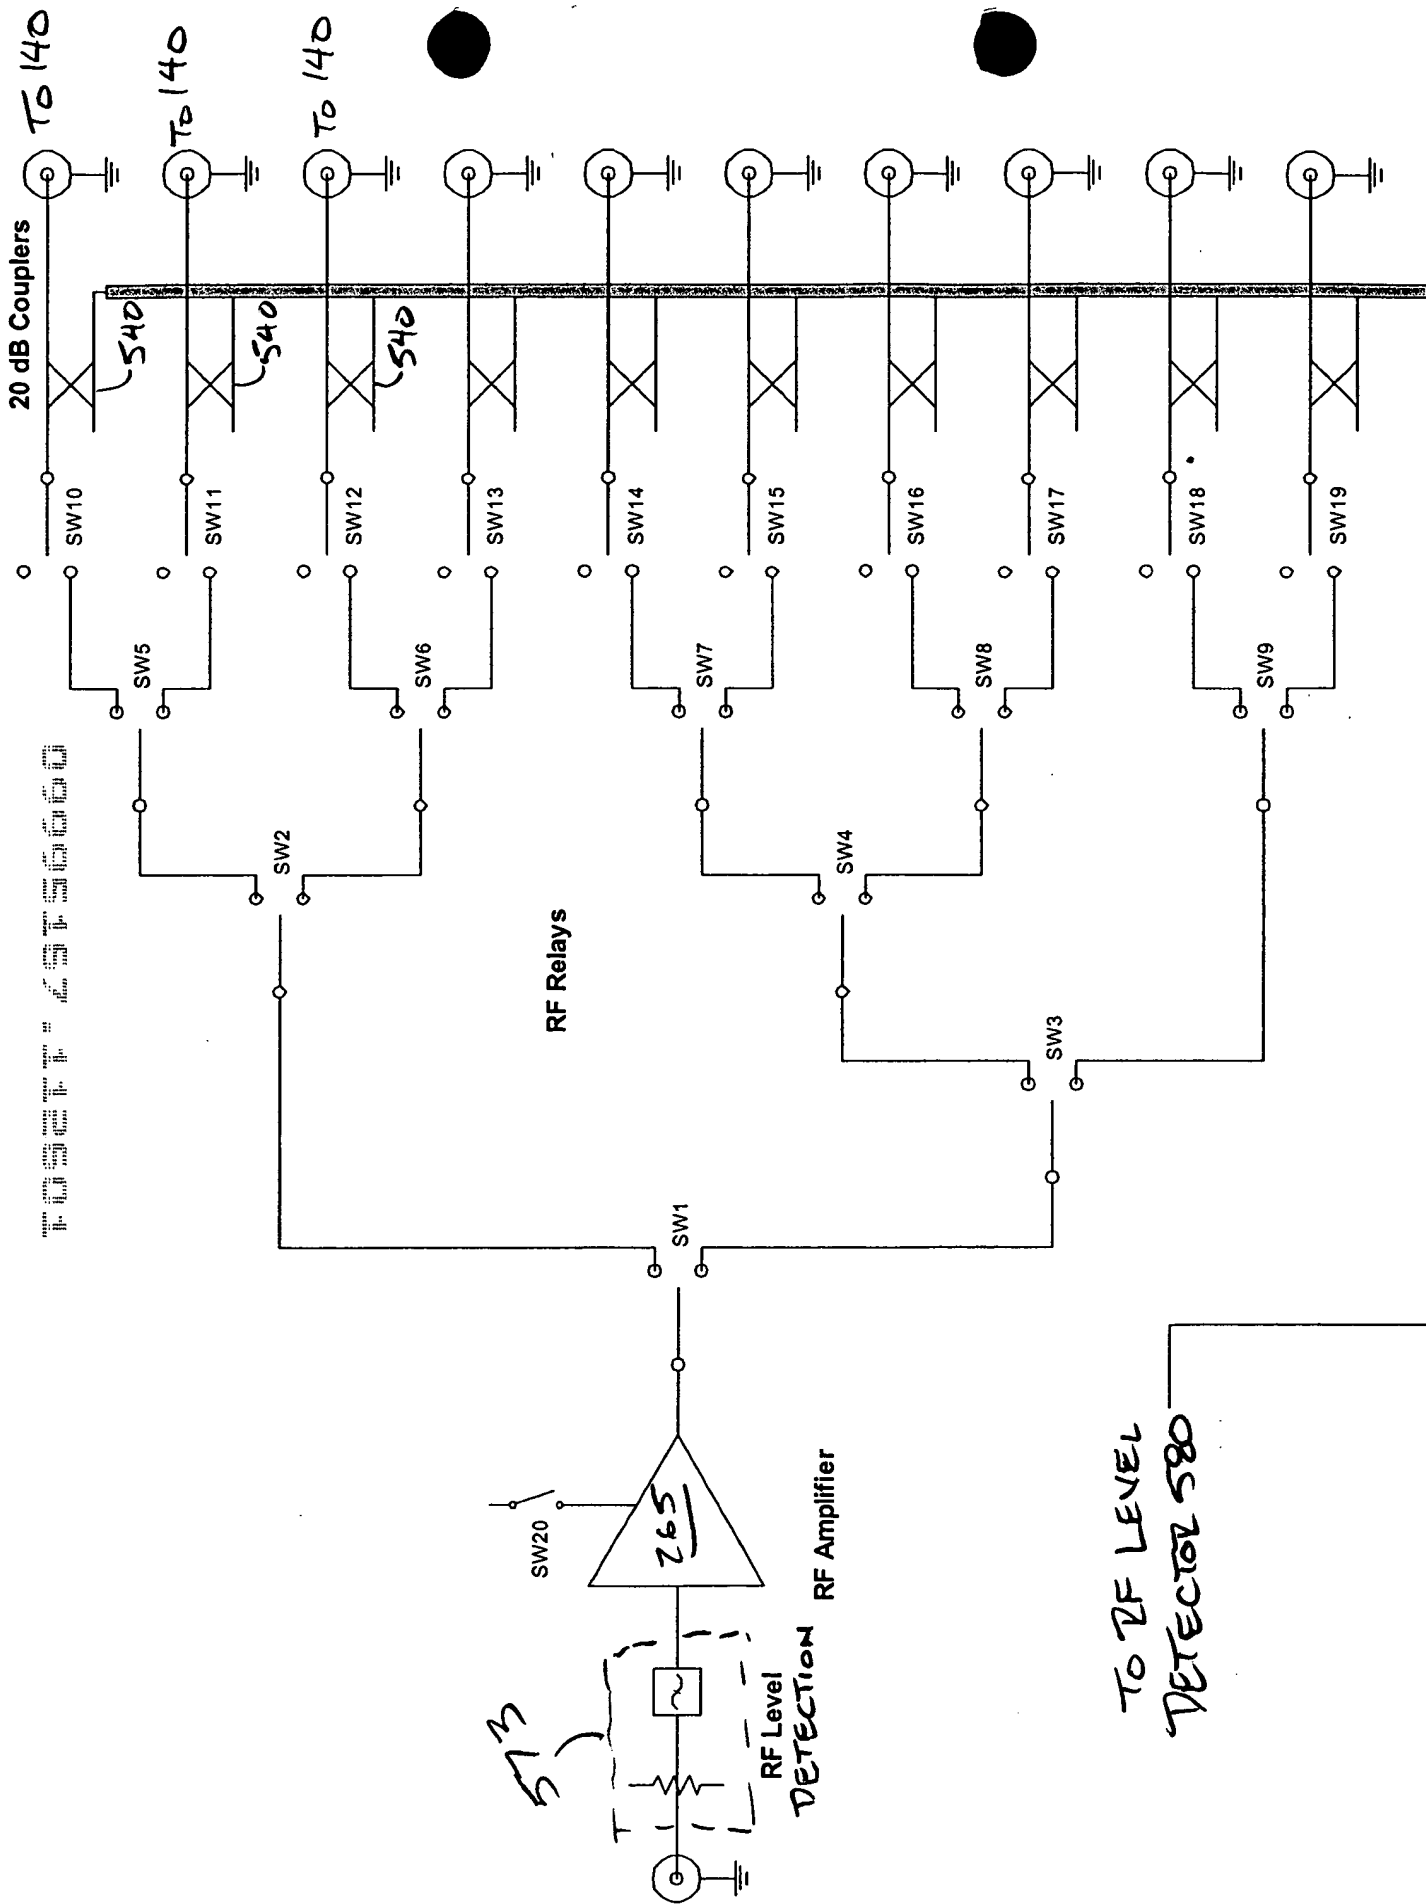 To 140
To 140
To 140
20 dB Couplers
540
540
540
SW10
SW11
SW12
SW13
SW14
SW15
SW16
SW17
SW18
SW19
SW5
SW6
SW7
SW8
SW9
SW2
SW4
RF Relays
SW3
SW1
SW20
265
RF Amplifier
573
RF Level
DETECTION
TO RF LEVEL
DETECTOR 580